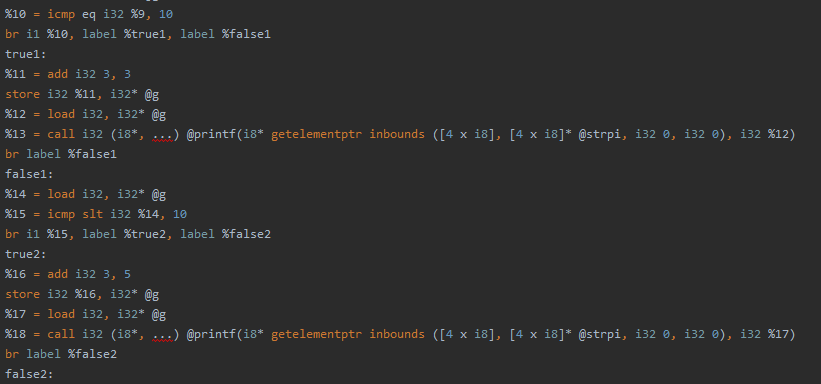 %10 = icmp eq i32 %9, 10
br i1 %10, label %true1, label %false1
true1:
%11 = add i32 3, 3
store i32 %11, i32* @g
%12 = load i32, i32* @g
%13 = call i32 (i8*, ...) @printf(i8* getelementptr inbounds ([4 x i8], [4 x i8]* @strpi, i32 0, i32 0), i32 %12)
br label %false1
false1:
%14 = load i32, i32* @g
%15 = icmp slt i32 %14, 10
br i1 %15, label %true2, label %false2
true2:
%16 = add i32 3, 5
store i32 %16, i32* @g
%17 = load i32, i32* @g
%18 = call i32 (i8*, ...) @printf(i8* getelementptr inbounds ([4 x i8], [4 x i8]* @strpi, i32 0, i32 0), i32 %17)
br label %false2
false2: